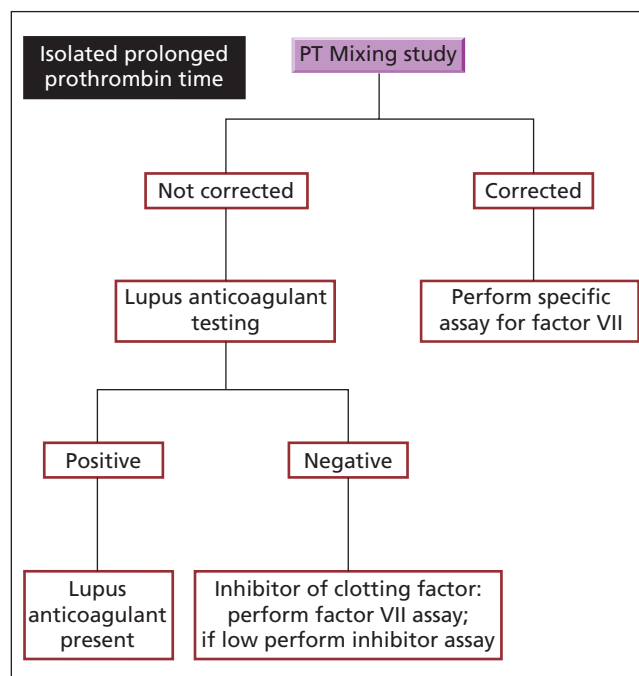 Isolated prolonged
prothrombin time
PT Mixing study
Not corrected
Corrected
Lupus anticoagulant
testing
Perform specific
assay for factor VII
Positive
Negative
Lupus
anticoagulant
present
Inhibitor of clotting factor:
perform factor VII assay;
if low perform inhibitor assay